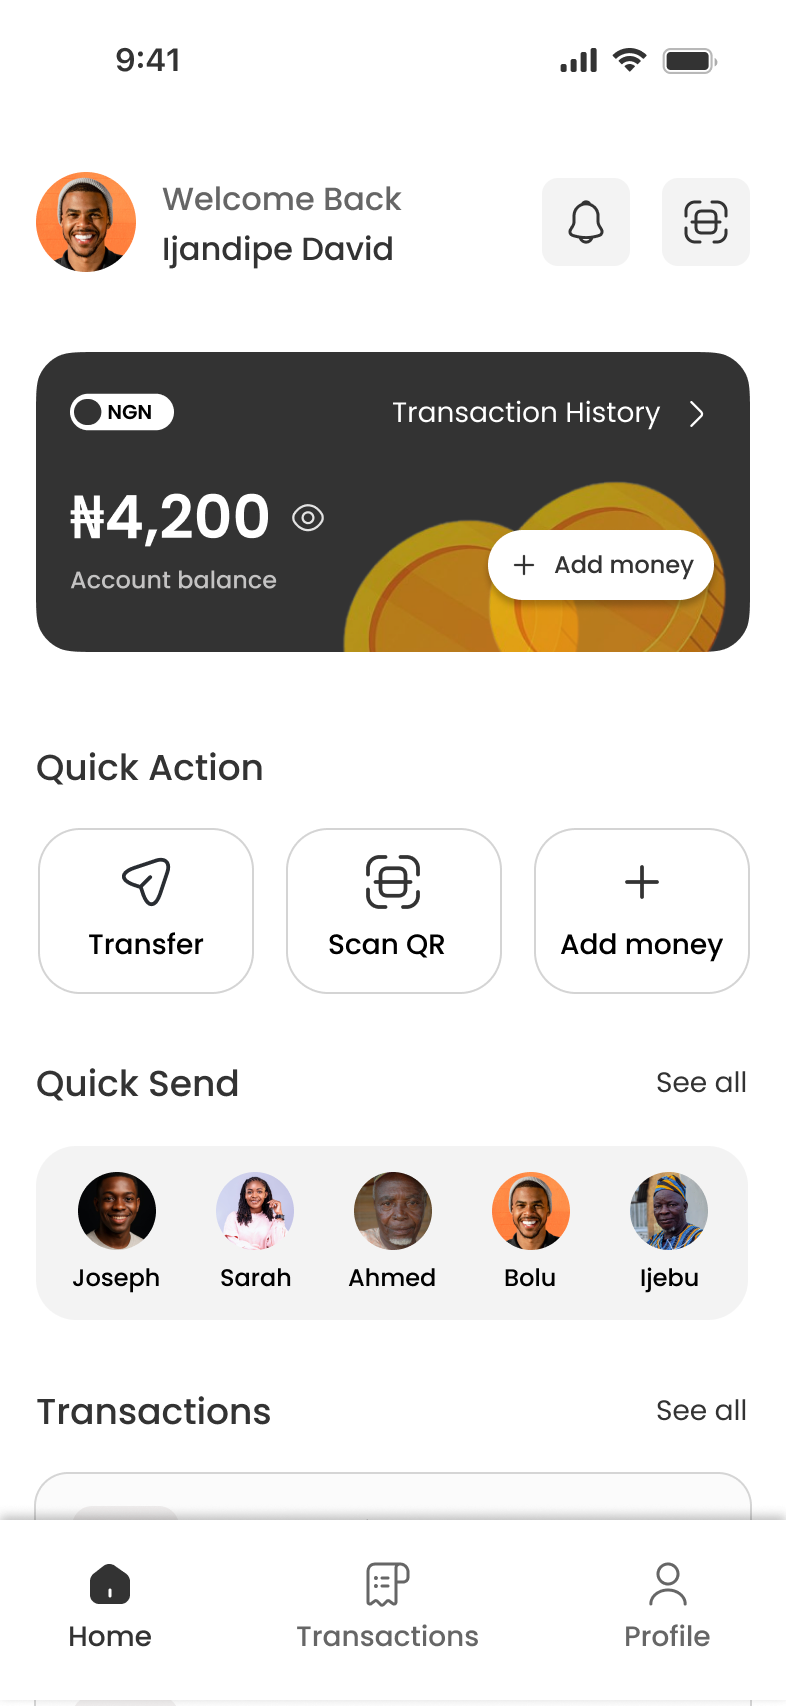 9:41
Welcome Back
Ijandipe David
NGN
Transaction History
₦4,200
Account balance
Add money
Quick Action
Transfer
Scan QR
Add money
Quick Send
See all
Joseph
Sarah
Ahmed
Bolu
Ijebu
Transactions
See all
Home
Transactions
Profile